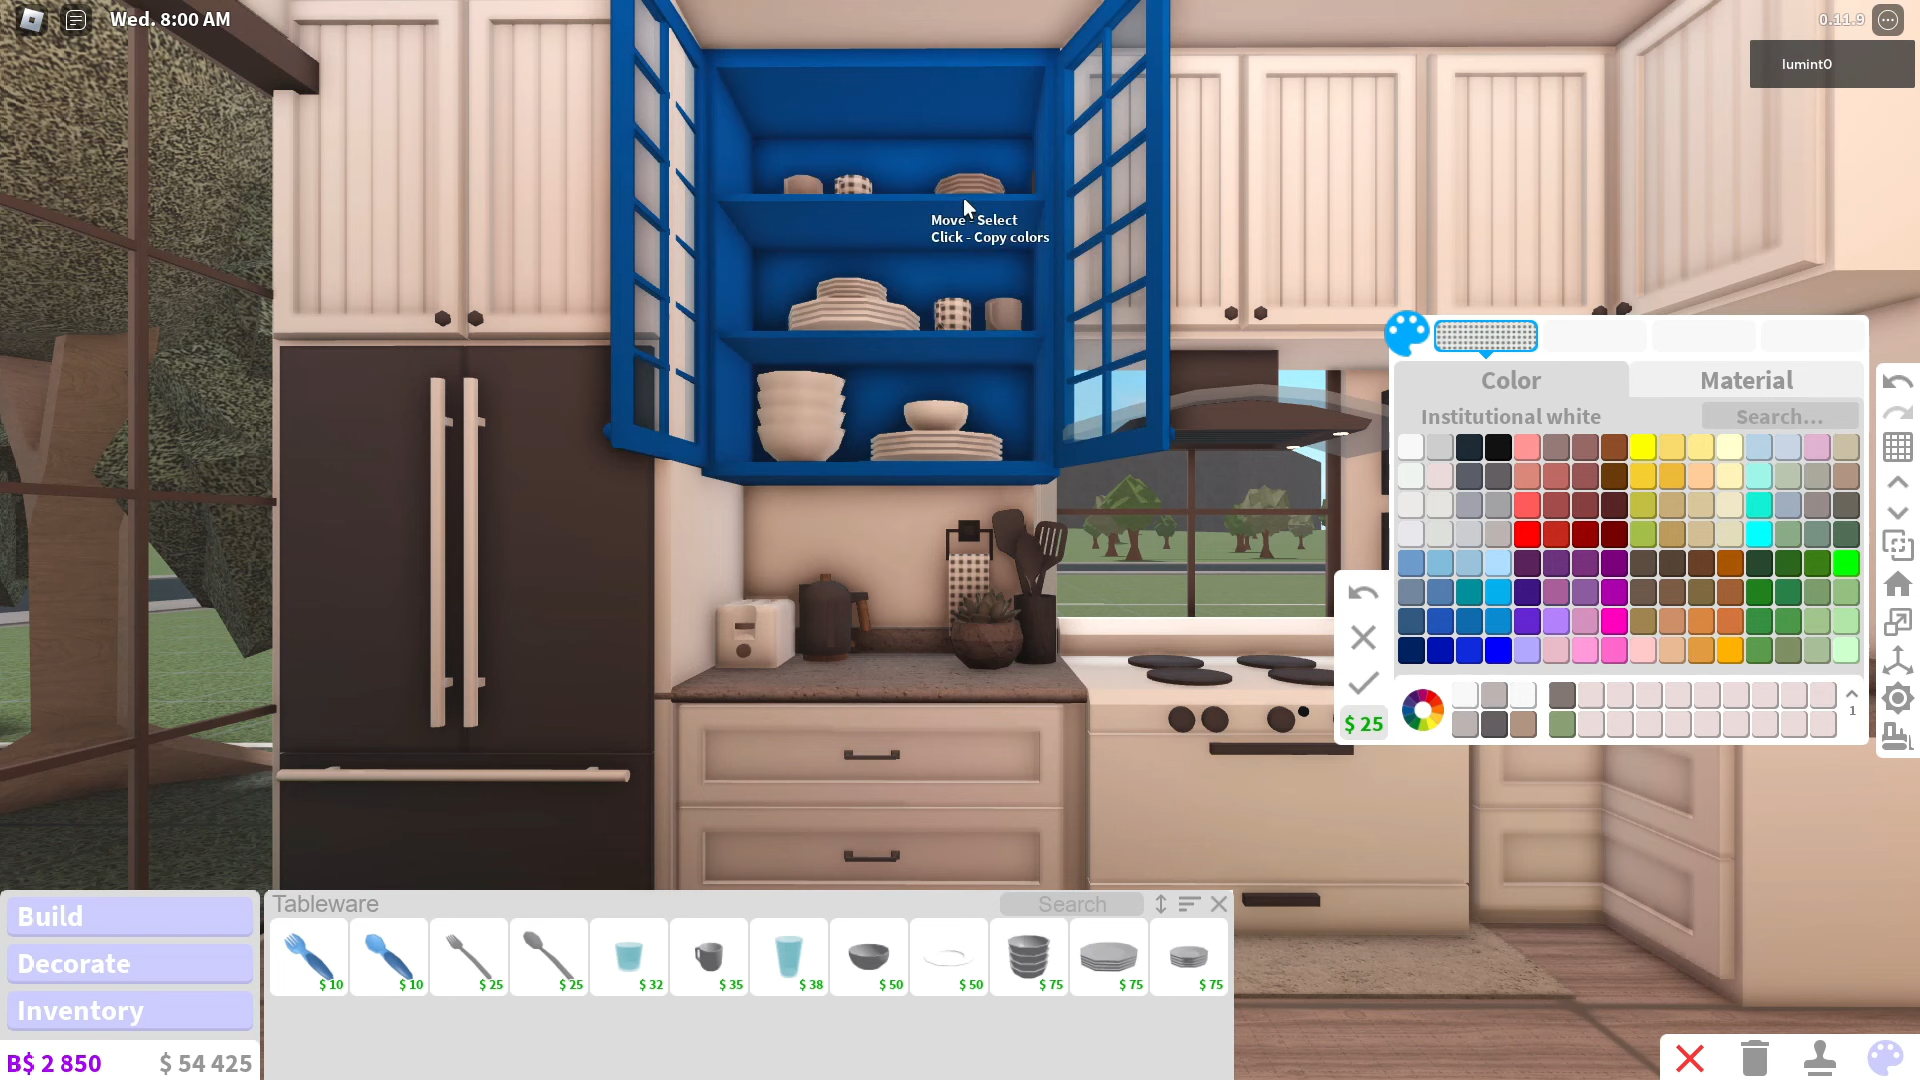 Wed. 8:00 AM
0.11.9
lumint0
Move - Select
Click - Copy colors
Color
Material
Institutional white
Search...
$ 25
1
Build
Decorate
Inventory
B$ 2 850
$ 54 425
Tableware
Search
$ 10
$ 10
$ 25
$ 25
$ 32
$ 35
$ 38
$ 50
$ 50
$ 75
$ 75
$ 75